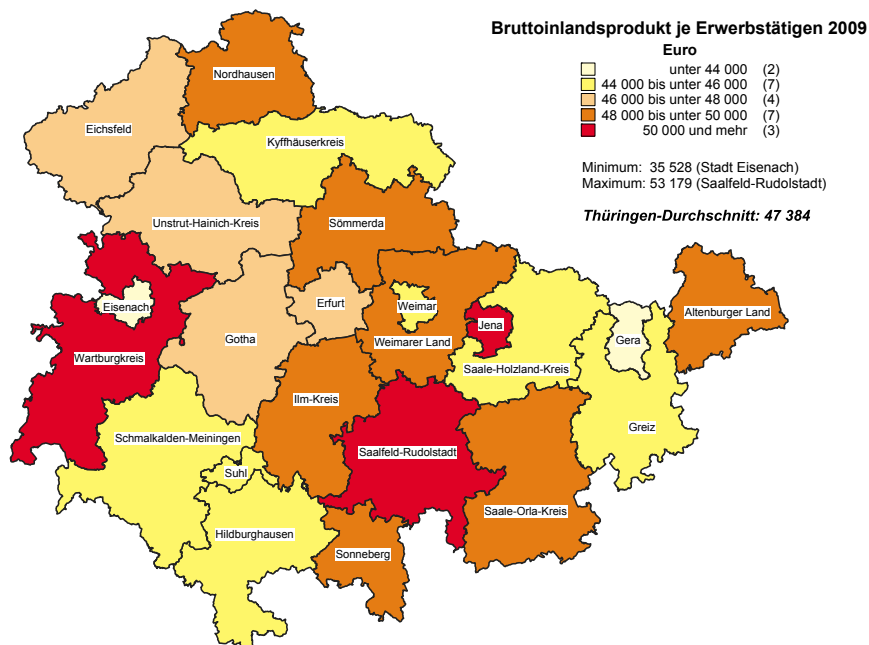 Bruttoinlandsprodukt je Erwerbstätigen 2009
Euro
unter 44 000 (2)
44 000 bis unter 46 000 (7)
46 000 bis unter 48 000 (4)
48 000 bis unter 50 000 (7)
50 000 und mehr (3)
Minimum: 35 528 (Stadt Eisenach)
Maximum: 53 179 (Saalfeld-Rudolstadt)
Thüringen-Durchschnitt: 47 384
Nordhausen
Eichsfeld
Kyffhäuserkreis
Unstrut-Hainich-Kreis
Sömmerda
Eisenach
Erfurt
Weimar
Altenburger Land
Jena
Gotha
Weimarer Land
Gera
Wartburgkreis
Saale-Holzland-Kreis
Ilm-Kreis
Greiz
Schmalkalden-Meiningen
Saalfeld-Rudolstadt
Suhl
Saale-Orla-Kreis
Hildburghausen
Sonneberg